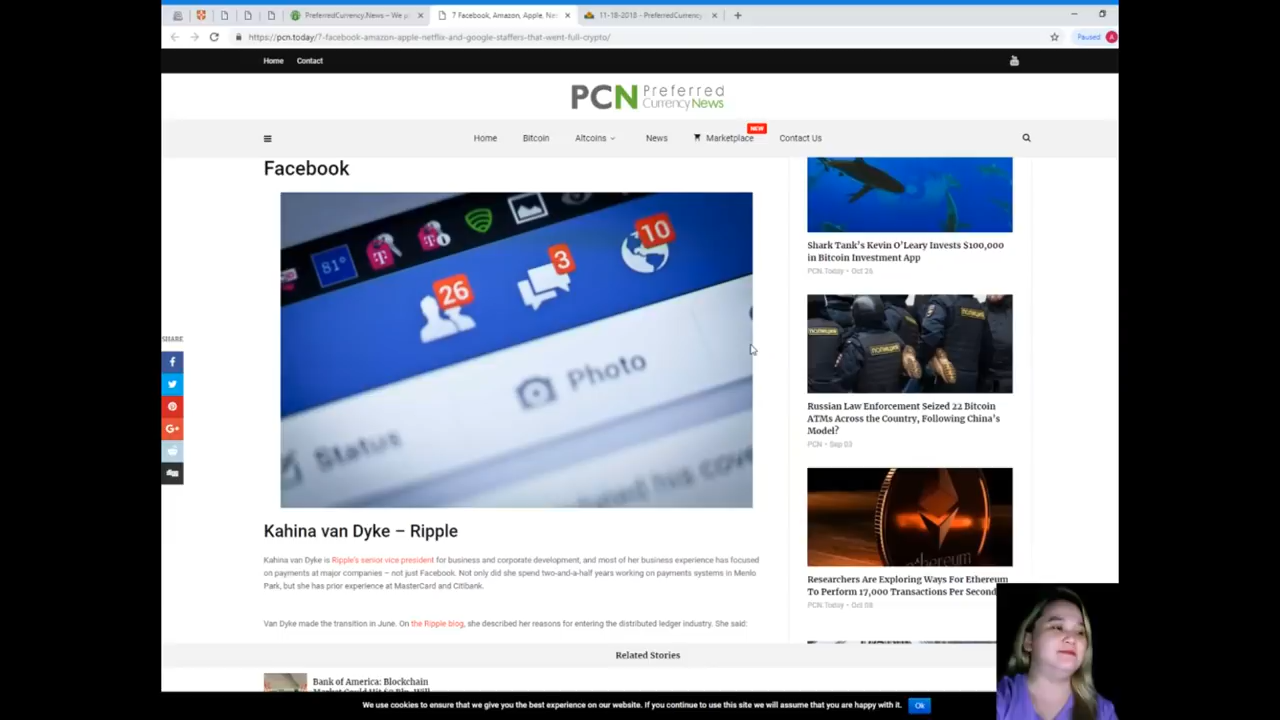 PreferredCurrency.News – We p
7 Facebook, Amazon, Apple, Ne
11-18-2018 - PreferredCurrency
https://pcn.today/7-facebook-amazon-apple-netflix-and-google-staffers-that-went-full-crypto/
Paused
A
Home
Contact
PCN Preferred
CurrencyNews
NEW
Home
Bitcoin
Altcoins
News
Marketplace
Contact Us
Facebook
81°
26
3
10
Photo
Status
SHARE
G+
Kahina van Dyke – Ripple
Kahina van Dyke is Ripple's senior vice president for business and corporate development, and most of her business experience has focused
on payments at major companies – not just Facebook. Not only did she spend two-and-a-half years working on payments systems in Menlo
Park, but she has prior experience at MasterCard and Citibank.
Van Dyke made the transition in June. On the Ripple blog, she described her reasons for entering the distributed ledger industry. She said:
Shark Tank's Kevin O'Leary Invests $100,000
in Bitcoin Investment App
PCN.Today - Oct 26
ПОЛИЦИЯ
ПОЛИЦИЯ
Russian Law Enforcement Seized 22 Bitcoin
ATMs Across the Country, Following China's
Model?
PCN - Sep 03
ethereum
Researchers Are Exploring Ways For Ethereum
To Perform 17,000 Transactions Per Second
PCN.Today - Oct 08
Related Stories
Bank of America: Blockchain
We use cookies to ensure that we give you the best experience on our website. If you continue to use this site we will assume that you are happy with it.
Ok